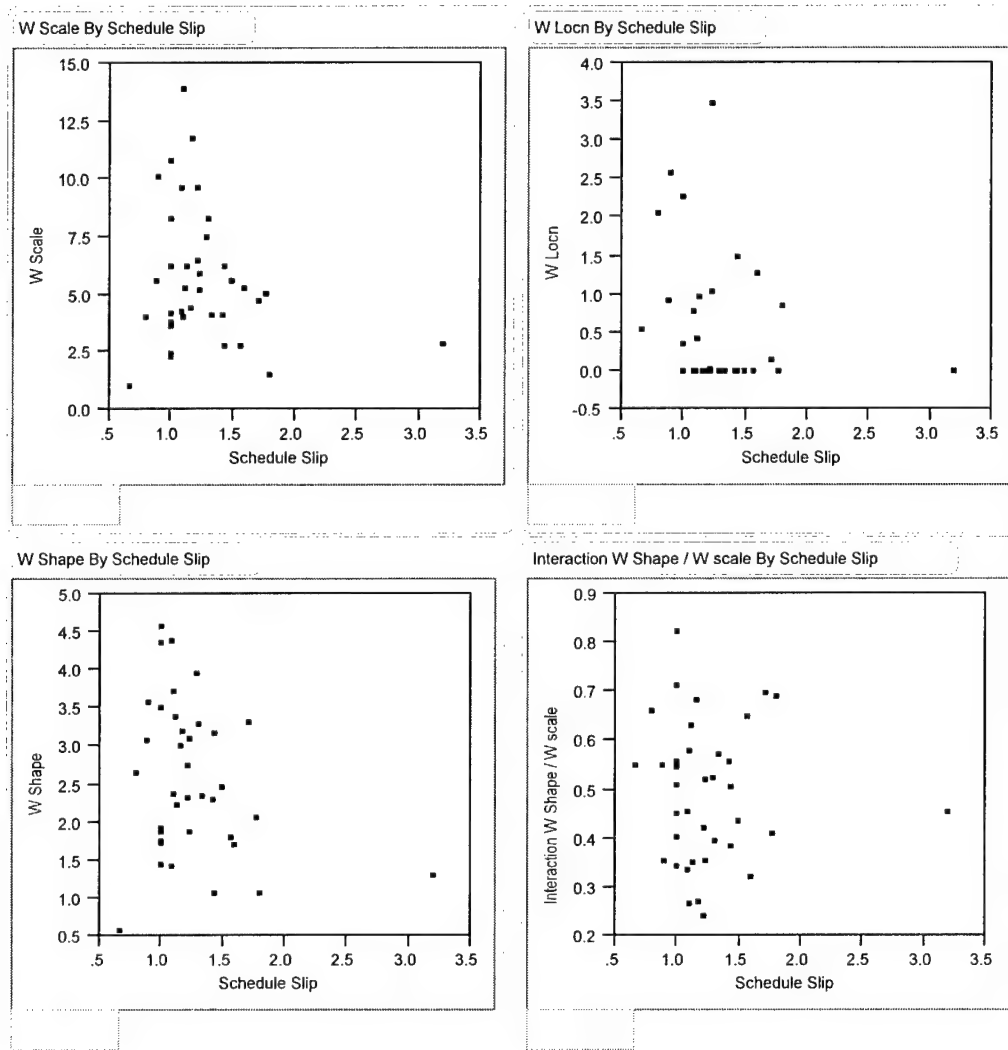 W Scale By Schedule Slip
15.0
12.5
10.0
7.5
5.0
2.5
0.0
W Scale
.5 1.0 1.5 2.0 2.5 3.0 3.5
Schedule Slip
W Locn By Schedule Slip
4.0
3.5
3.0
2.5
2.0
1.5
1.0
0.5
0.0
-0.5
W Locn
.5 1.0 1.5 2.0 2.5 3.0 3.5
Schedule Slip
W Shape By Schedule Slip
5.0
4.5
4.0
3.5
3.0
2.5
2.0
1.5
1.0
0.5
W Shape
.5 1.0 1.5 2.0 2.5 3.0 3.5
Schedule Slip
Interaction W Shape / W scale By Schedule Slip
0.9
0.8
0.7
0.6
0.5
0.4
0.3
0.2
Interaction W Shape / W scale
.5 1.0 1.5 2.0 2.5 3.0 3.5
Schedule Slip